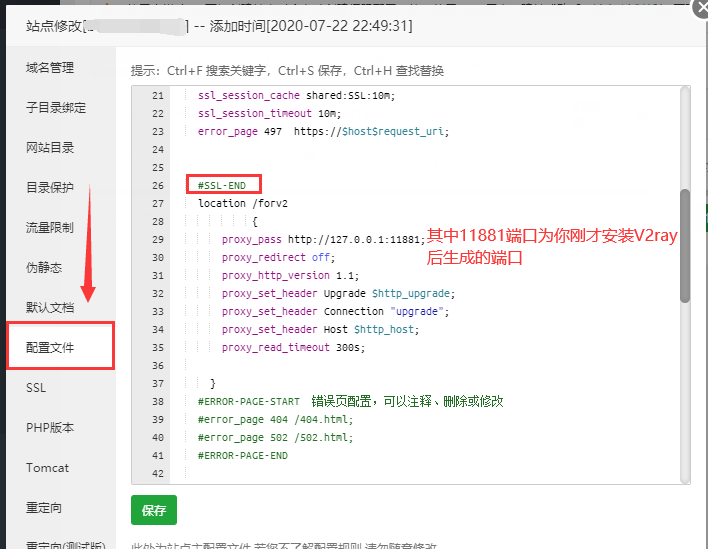 站点修改[ ] -- 添加时间[2020-07-22 22:49:31]
域名管理
子目录绑定
网站目录
目录保护
流量限制
伪静态
默认文档
配置文件
SSL
PHP版本
Tomcat
重定向
重定向(测试版)
提示：Ctrl+F 搜索关键字，Ctrl+S 保存，Ctrl+H 查找替换
21 ssl_session_cache shared:SSL:10m;
22 ssl_session_timeout 10m;
23 error_page 497  https://$host$request_uri;
24
25
26 #SSL-END
27 location /forv2
28 {
29 proxy_pass http://127.0.0.1:11881;
30 proxy_redirect off;
31 proxy_http_version 1.1;
32 proxy_set_header Upgrade $http_upgrade;
33 proxy_set_header Connection "upgrade";
34 proxy_set_header Host $http_host;
35 proxy_read_timeout 300s;
36
37 }
38 #ERROR-PAGE-START  错误页配置，可以注释、删除或修改
39 #error_page 404 /404.html;
40 #error_page 502 /502.html;
41 #ERROR-PAGE-END
42
其中11881端口为你刚才安装V2ray
后生成的端口
保存
此处为站点主配置文件,若您不了解配置规则,请勿随意修改.